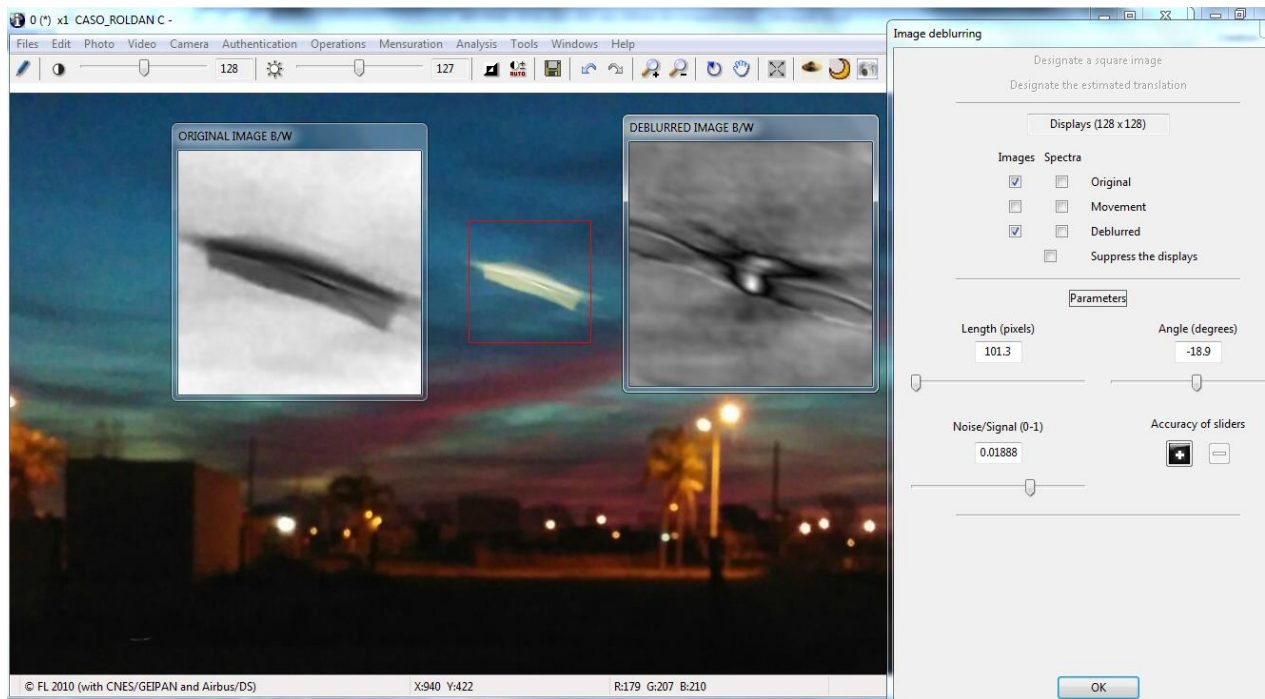 0 (*) x1 CASO_ROLDAN C -
Files Edit Photo Video Camera Authentication Operations Mensuration Analysis Tools Windows Help
128
127
AUTO
ORIGINAL IMAGE B/W
DEBLURRED IMAGE B/W
© FL 2010 (with CNES/GEIPAN and Airbus/DS) X:940 Y:422 R:179 G:207 B:210
Image deblurring
Designate a square image
Designate the estimated translation
Displays (128 x 128)
Images Spectra
Original
Movement
Deblurred
Suppress the displays
Parameters
Length (pixels) Angle (degrees)
101.3 -18.9
Noise/Signal (0-1) Accuracy of sliders
0.01888
OK